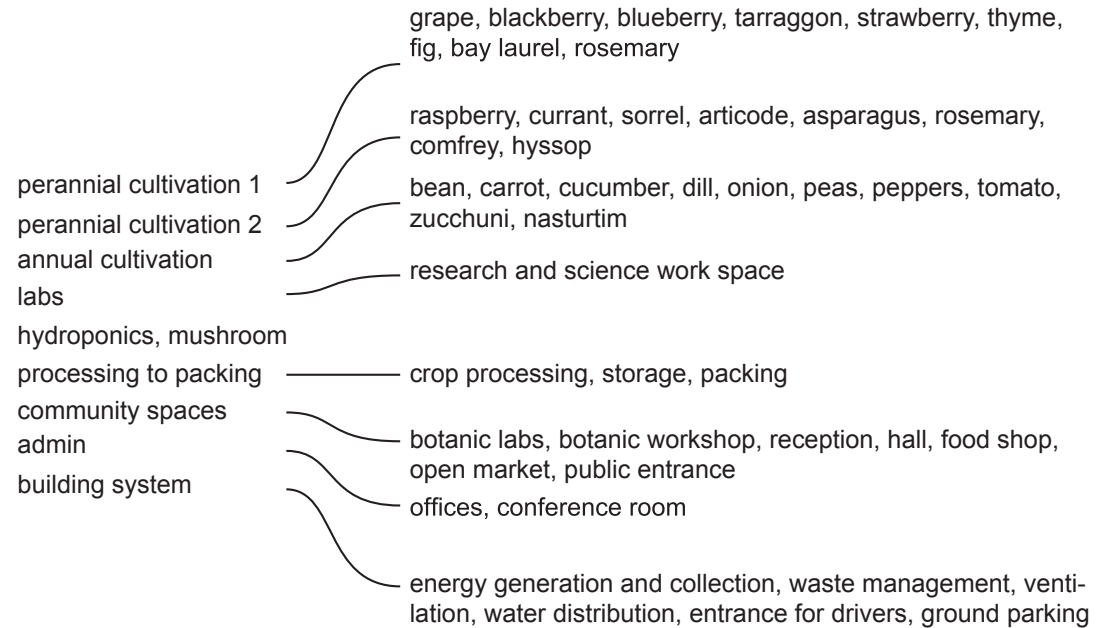 grape, blackberry, blueberry, tarraggon, strawberry, thyme,
fig, bay laurel, rosemary
raspberry, currant, sorrel, articode, asparagus, rosemary,
comfrey, hyssop
perannial cultivation 1
bean, carrot, cucumber, dill, onion, peas, peppers, tomato,
zucchuni, nasturtim
perannial cultivation 2
annual cultivation
research and science work space
labs
hydroponics, mushroom
processing to packing
crop processing, storage, packing
community spaces
botanic labs, botanic workshop, reception, hall, food shop,
open market, public entrance
admin
offices, conference room
building system
energy generation and collection, waste management, venti-
lation, water distribution, entrance for drivers, ground parking